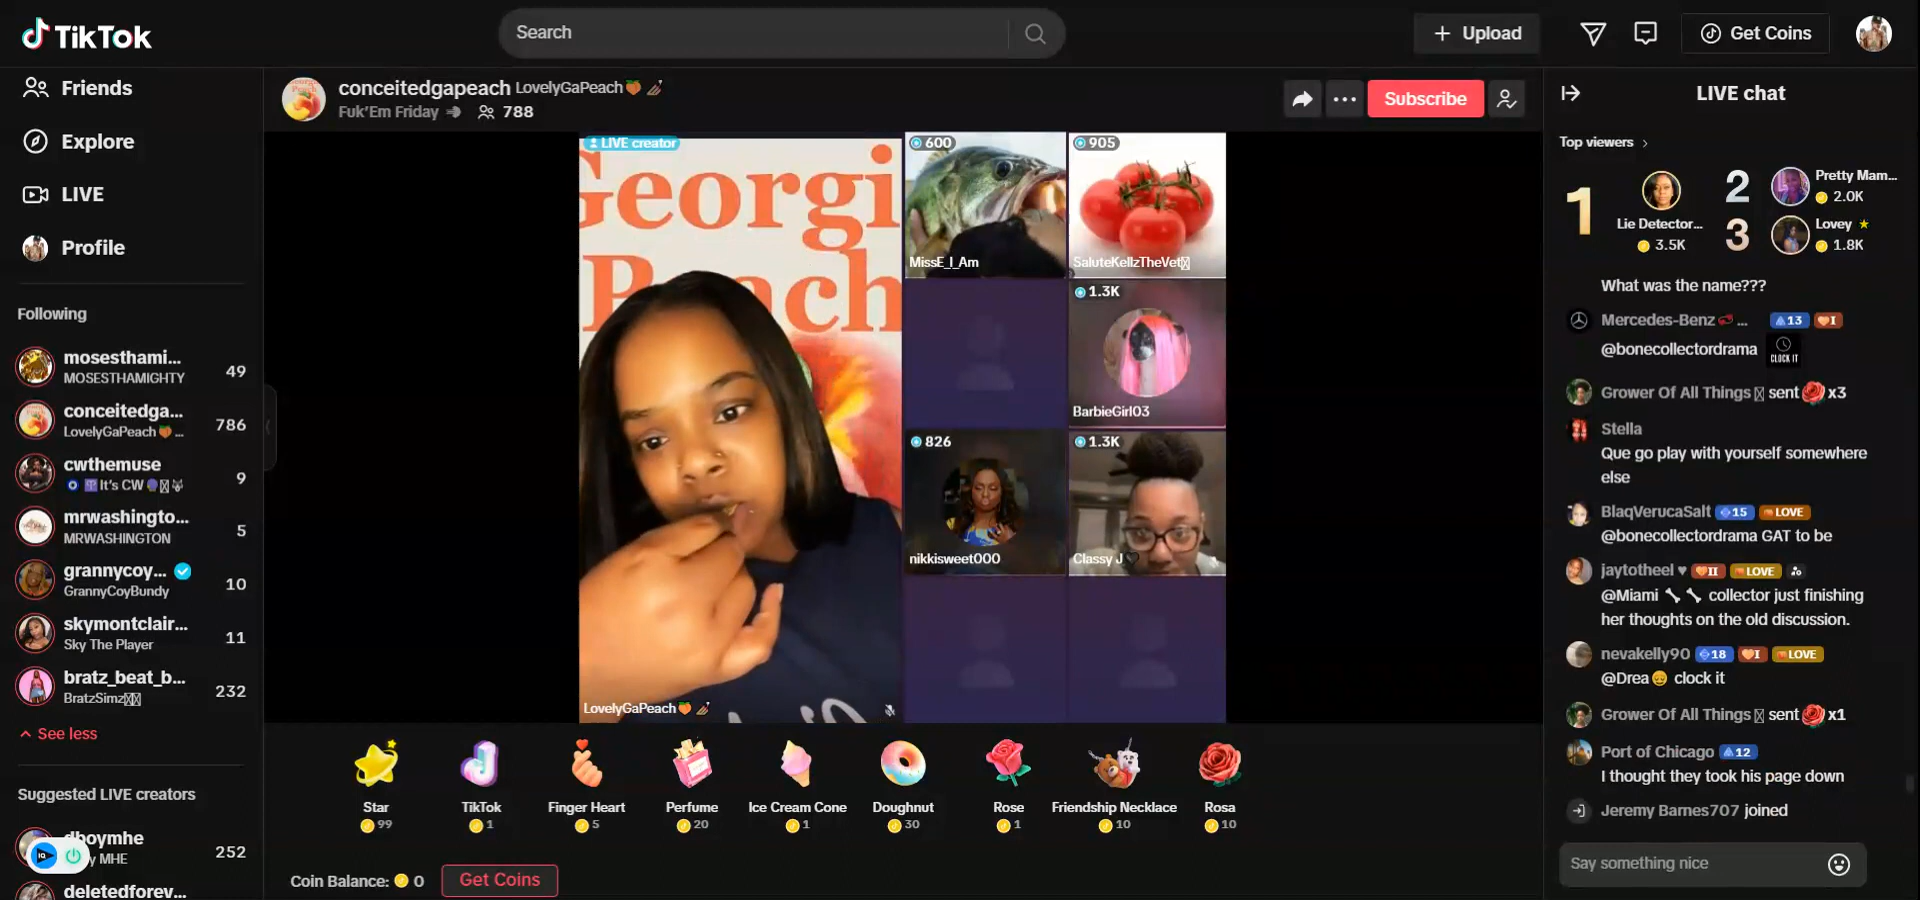 TikTok
Search
Upload
Get Coins
Friends
Explore
LIVE
Profile
Following
mosesthami...
MOSESTHAMIGHTY
49
conceitedga...
LovelyGaPeach🍑 ...
786
cwthemuse
It's CW
9
mrwashingto...
MRWASHINGTON
5
grannycoy...
GrannyCoyBundy
10
skymontclair...
Sky The Player
11
bratz_beat_b...
BratzSimz
232
See less
Suggested LIVE creators
dboymhe
y MHE
252
deletedforev...
conceitedgapeach LovelyGaPeach🍑💅🏾
Fuk'Em Friday 788
Subscribe
LIVE creator
Georgi
Peach
LovelyGaPeach🍑💅🏾
600
MissE_I_Am
905
SaluteKellzTheVet
1.3K
BarbieGirl03
826
nikkisweet000
1.3K
Classy J
Star
99
TikTok
1
Finger Heart
5
Perfume
20
Ice Cream Cone
1
Doughnut
30
Rose
1
Friendship Necklace
10
Rosa
10
Coin Balance: 0
Get Coins
LIVE chat
Top viewers
1
Lie Detector...
3.5K
2
Pretty Mam...
2.0K
3
Lovey
1.8K
What was the name???
Mercedes-Benz ... 13 I
@bonecollectordrama CLOCK IT
Grower Of All Things sent x3
Stella
Que go play with yourself somewhere
else
BlaqVerucaSalt 15 LOVE
@bonecollectordrama GAT to be
jaytotheel ♥ II LOVE
@Miami 🦴 🦴 collector just finishing
her thoughts on the old discussion.
nevakelly90 18 I LOVE
@Drea😔 clock it
Grower Of All Things sent x1
Port of Chicago 12
I thought they took his page down
Jeremy Barnes707 joined
Say something nice